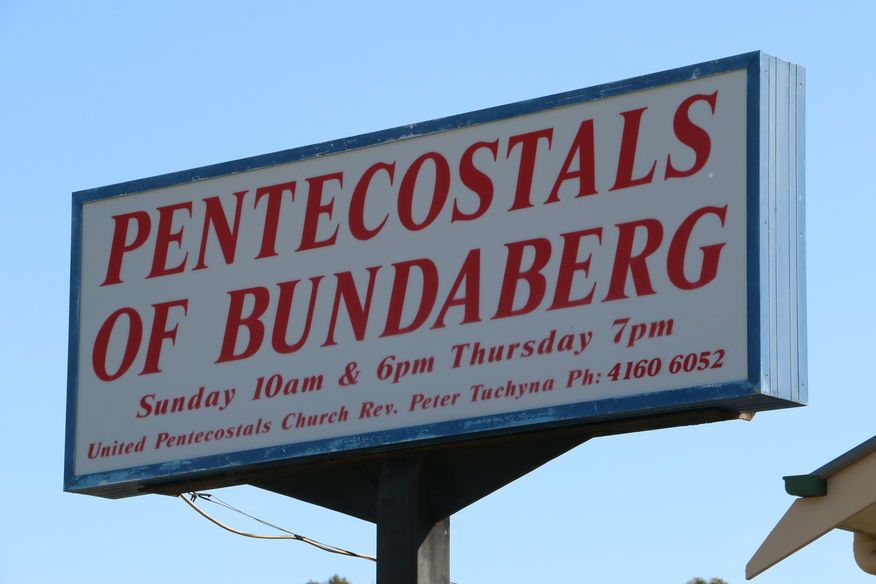 PENTECOSTALS
OF BUNDABERG
Sunday 10am & 6pm Thursday 7pm
United Pentecostals Church Rev. Peter Tuchyna Ph: 4160 6052